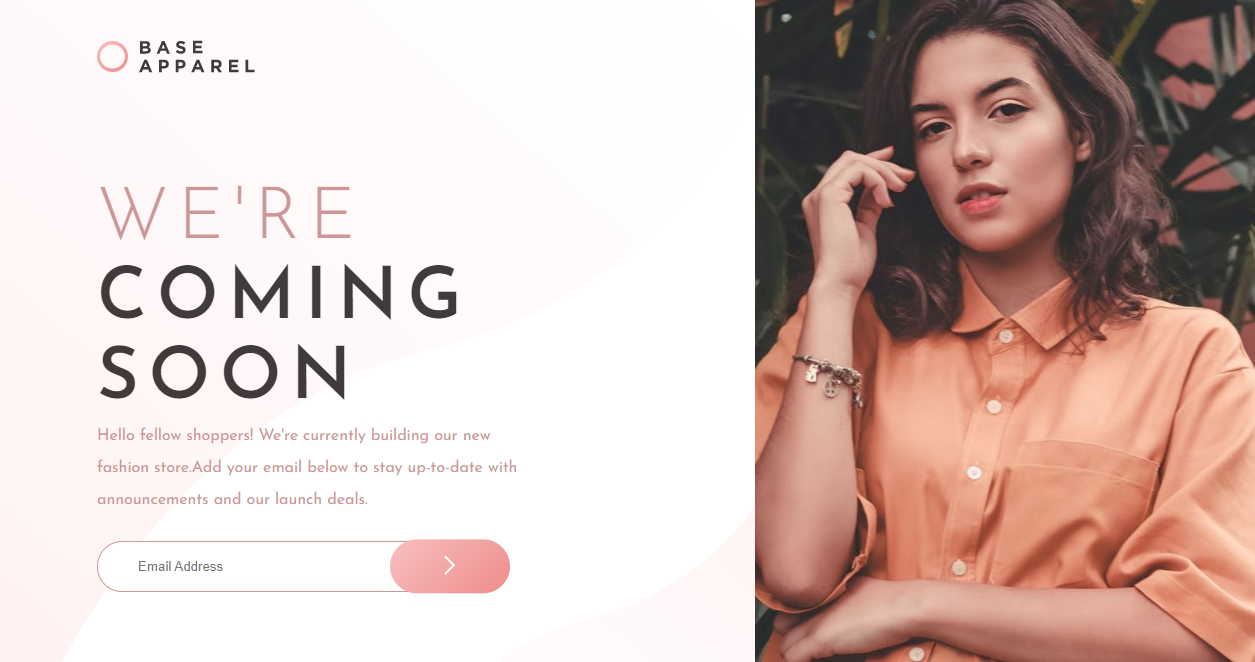 BASE
APPAREL
WE'RE
COMING
SOON
Hello fellow shoppers! We're currently building our new
fashion store.Add your email below to stay up-to-date with
announcements and our launch deals.
Email Address